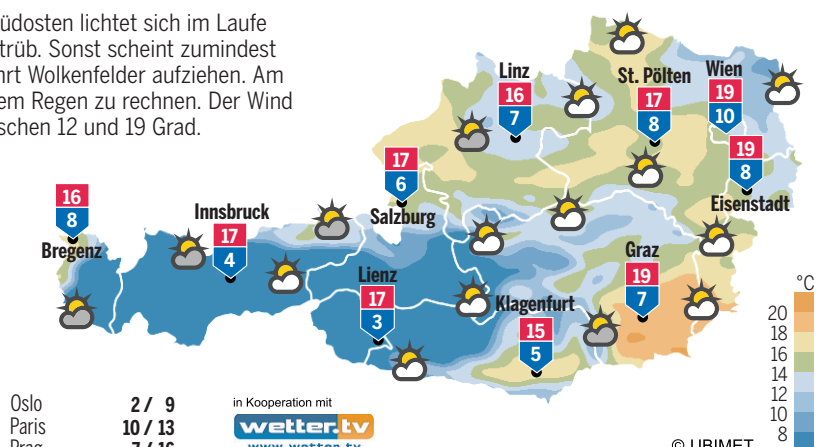 üdosten lichtet sich im Laufe
trüb. Sonst scheint zumindest
hrt Wolkenfelder aufziehen. Am
em Regen zu rechnen. Der Wind
schen 12 und 19 Grad.
Linz
16
7
St. Pölten
17
8
Wien
19
10
17
6
Salzburg
19
8
Eisenstadt
16
8
Bregenz
Innsbruck
17
4
Lienz
17
3
Graz
19
7
Klagenfurt
15
5
°C
20
18
16
14
12
10
8
Oslo 2 / 9
Paris 10 / 13
Prag 7 / 16
in Kooperation mit
wetter.tv
www.wetter.tv
© UBIMET